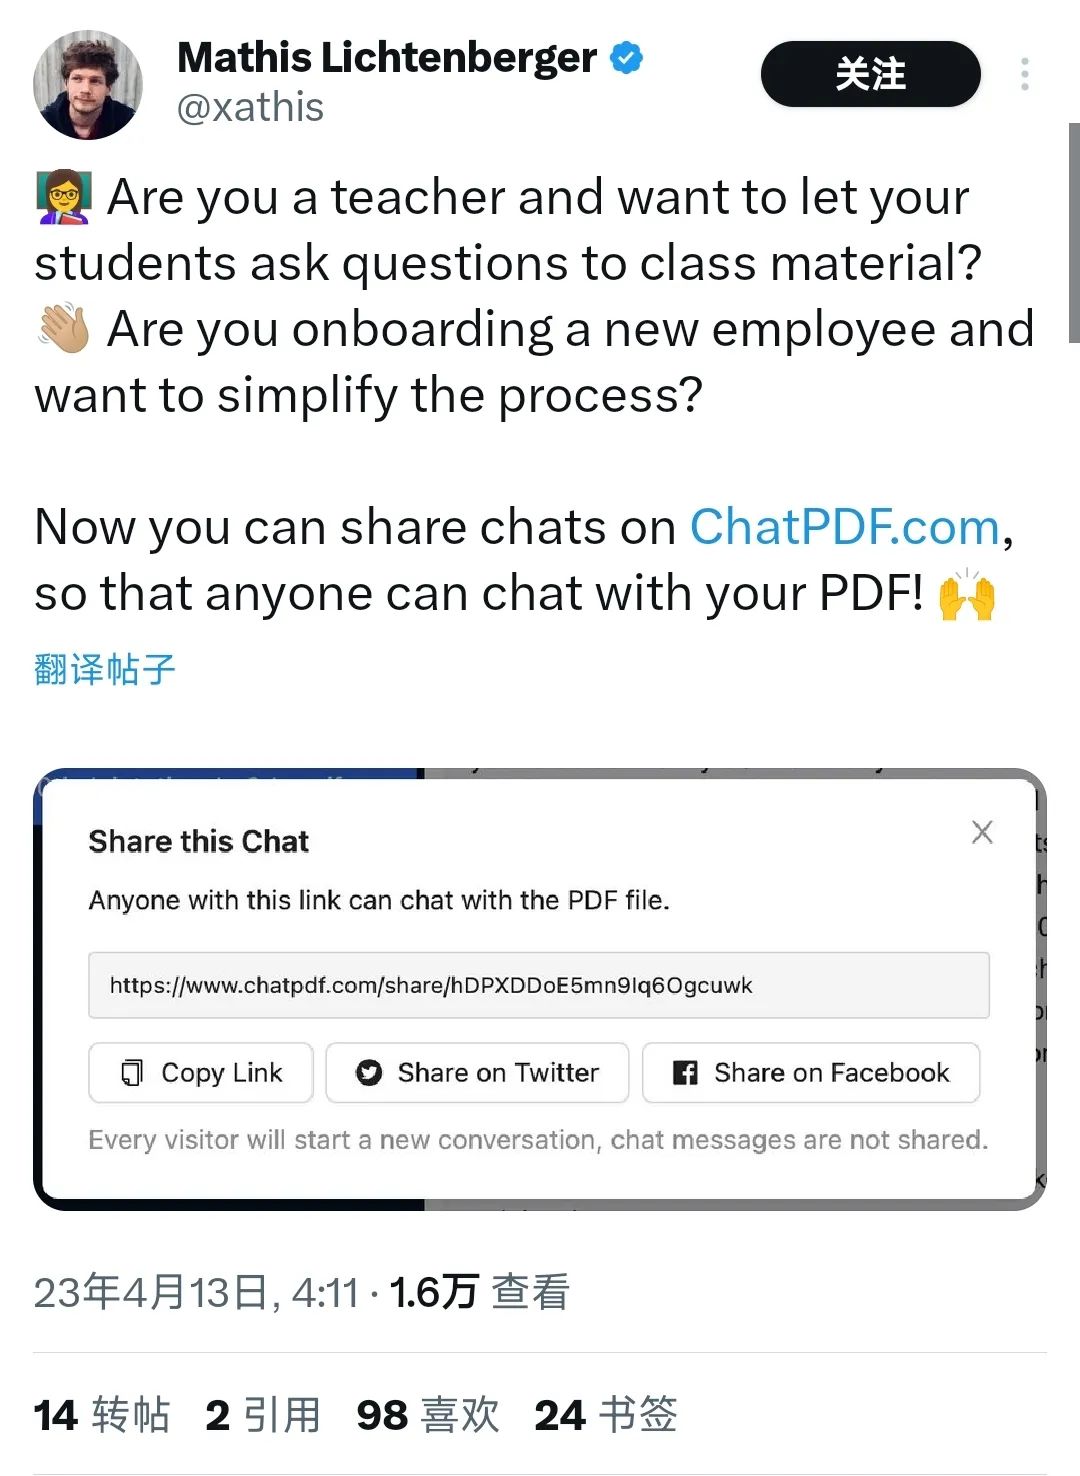 Mathis Lichtenberger
关注
@xathis
👩‍🏫 Are you a teacher and want to let your
students ask questions to class material?
👋🏼 Are you onboarding a new employee and
want to simplify the process?
Now you can share chats on ChatPDF.com,
so that anyone can chat with your PDF! 🙌
翻译帖子
Share this Chat
Anyone with this link can chat with the PDF file.
https://www.chatpdf.com/share/hDPXDDoE5mn9Iq6Ogcuwk
Copy Link
Share on Twitter
Share on Facebook
Every visitor will start a new conversation, chat messages are not shared.
23年4月13日, 4:11 · 1.6万 查看
14 转帖 2 引用 98 喜欢 24 书签